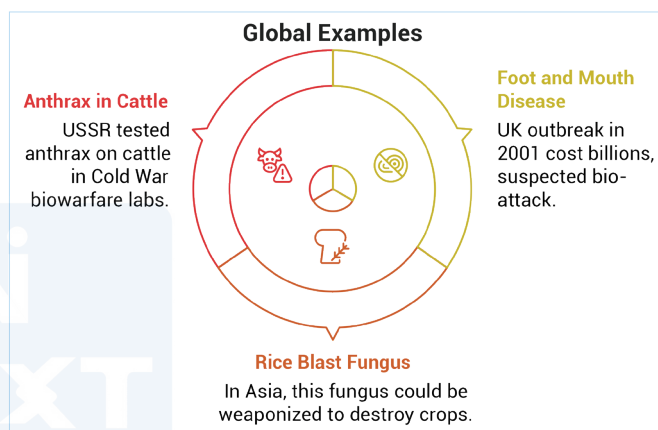 Global Examples
Anthrax in Cattle
USSR tested
anthrax on cattle
in Cold War
biowarfare labs.
Foot and Mouth
Disease
UK outbreak in
2001 cost billions,
suspected bio-
attack.
Rice Blast Fungus
In Asia, this fungus could be
weaponized to destroy crops.